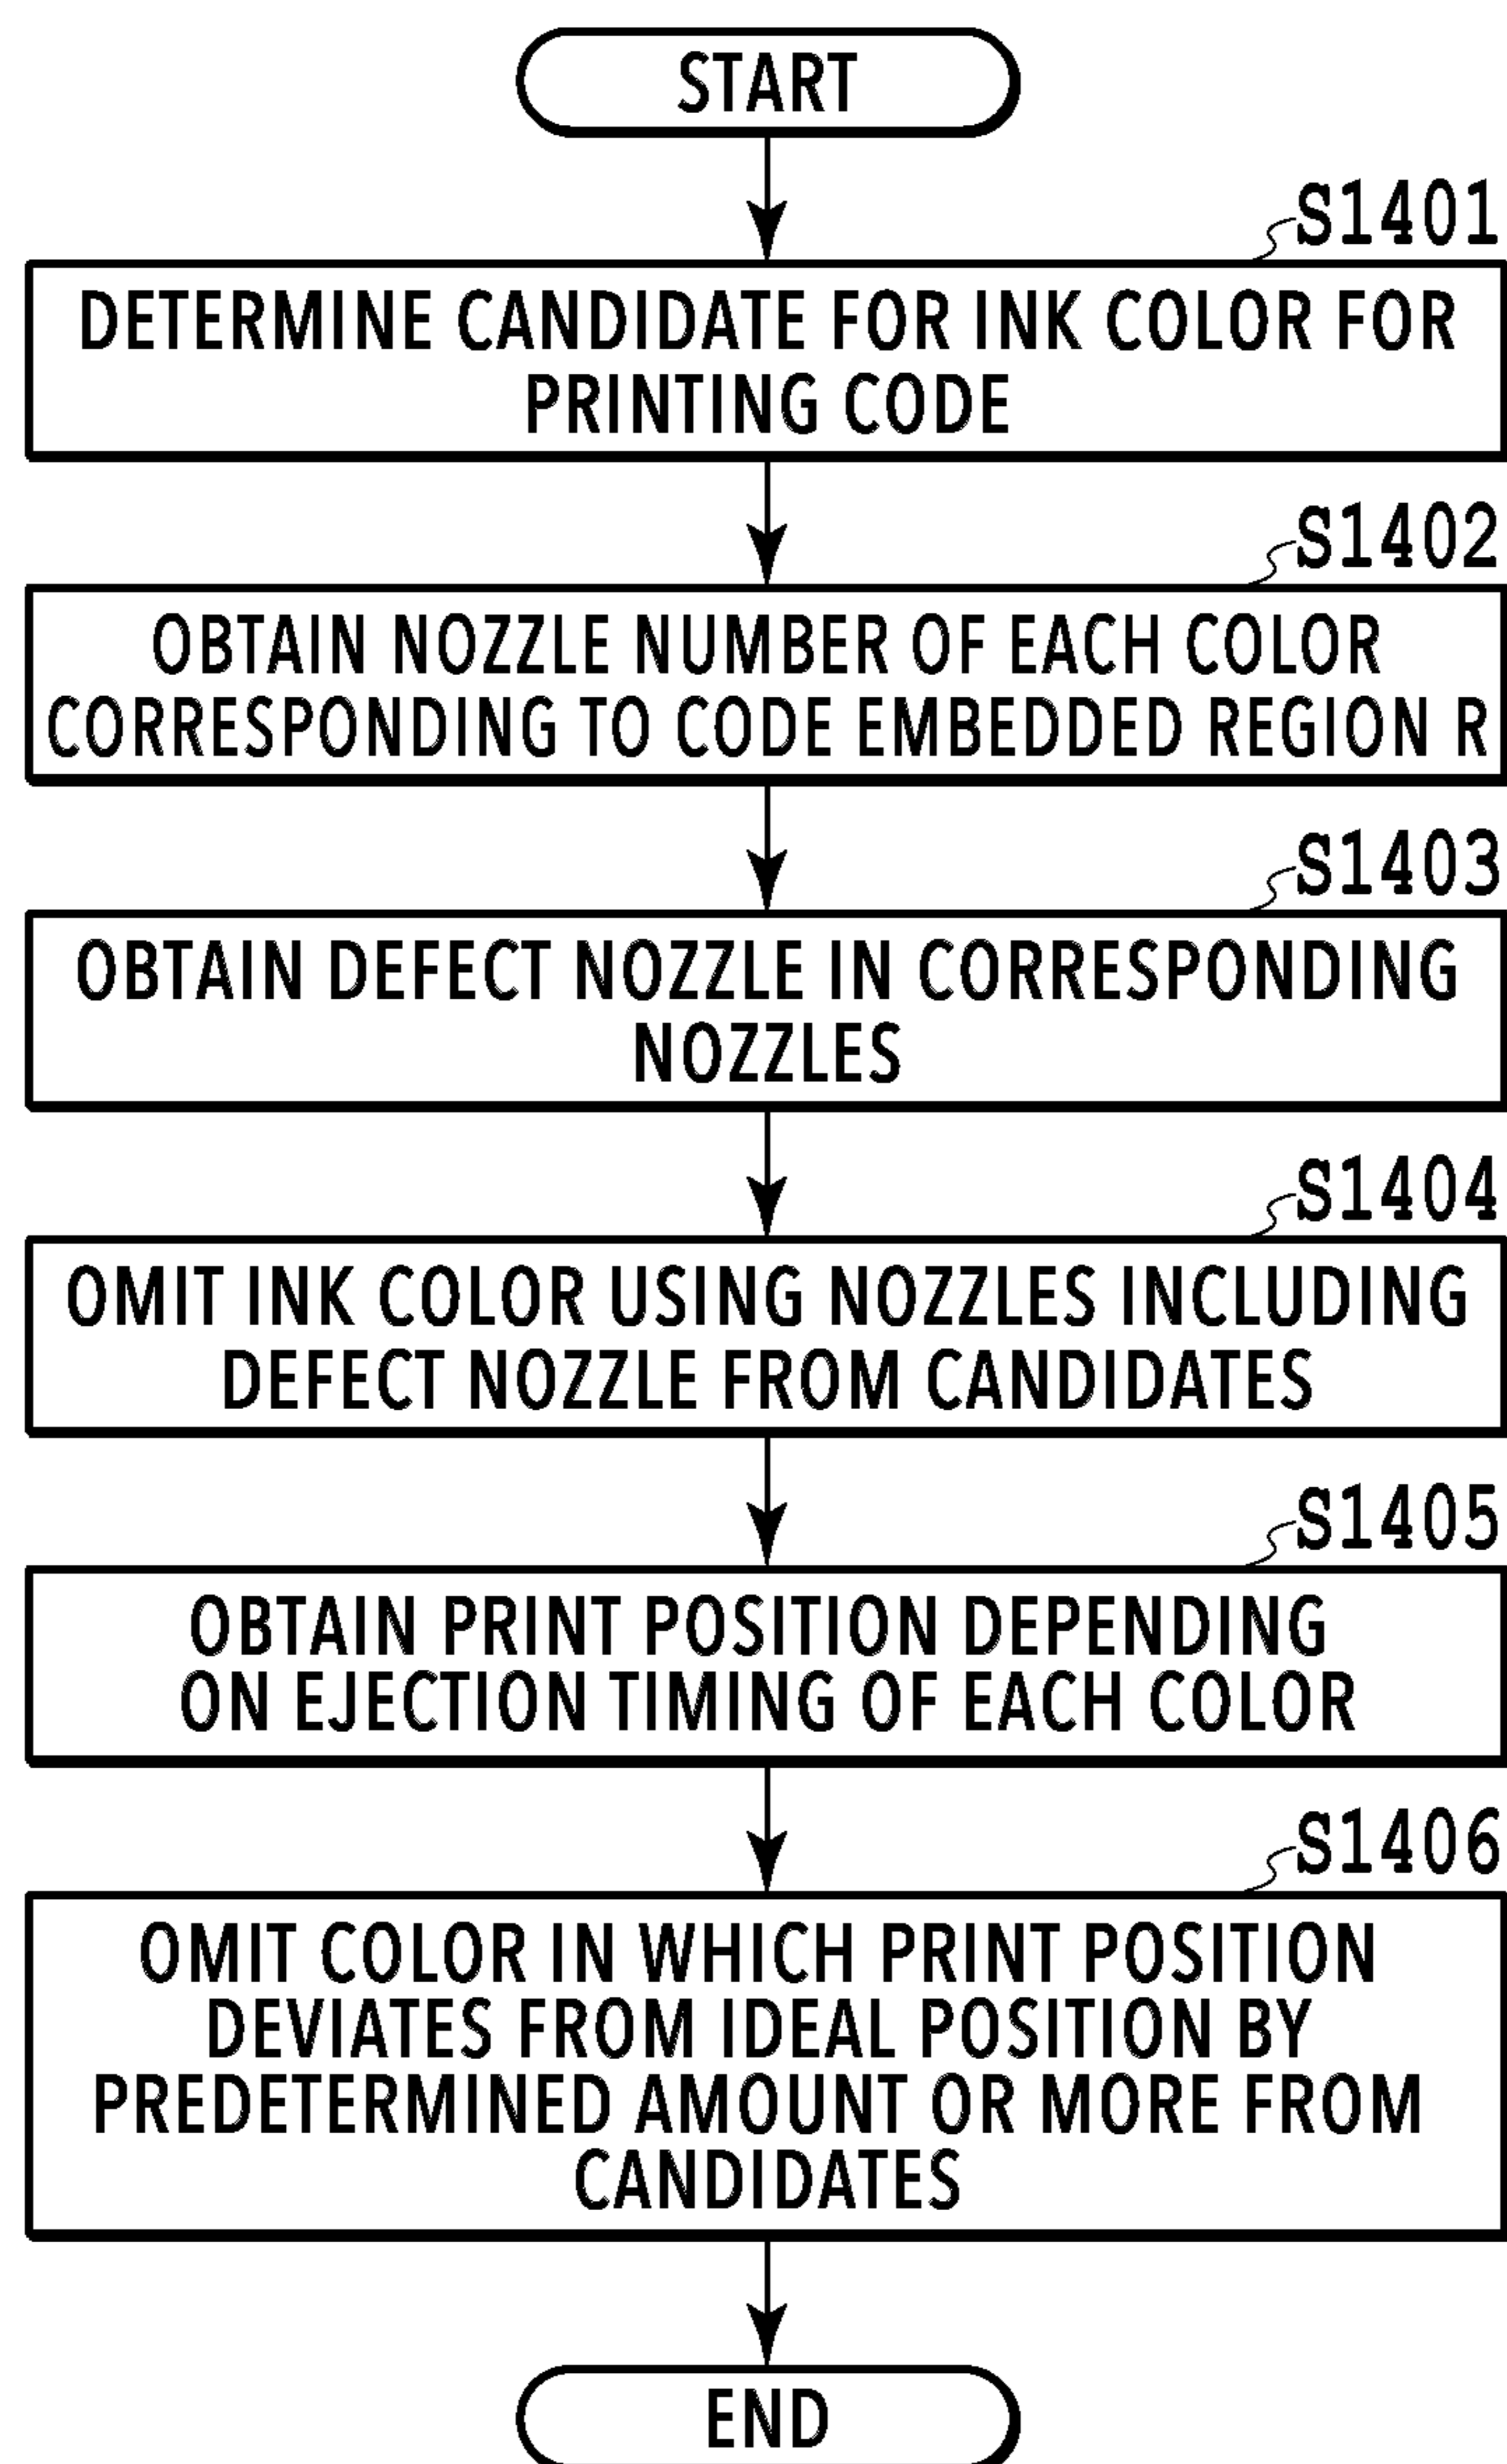 START
S1401
DETERMINE CANDIDATE FOR INK COLOR FOR
PRINTING CODE
S1402
OBTAIN NOZZLE NUMBER OF EACH COLOR
CORRESPONDING TO CODE EMBEDDED REGION R
S1403
OBTAIN DEFECT NOZZLE IN CORRESPONDING
NOZZLES
S1404
OMIT INK COLOR USING NOZZLES INCLUDING
DEFECT NOZZLE FROM CANDIDATES
S1405
OBTAIN PRINT POSITION DEPENDING
ON EJECTION TIMING OF EACH COLOR
S1406
OMIT COLOR IN WHICH PRINT POSITION
DEVIATES FROM IDEAL POSITION BY
PREDETERMINED AMOUNT OR MORE FROM
CANDIDATES
END